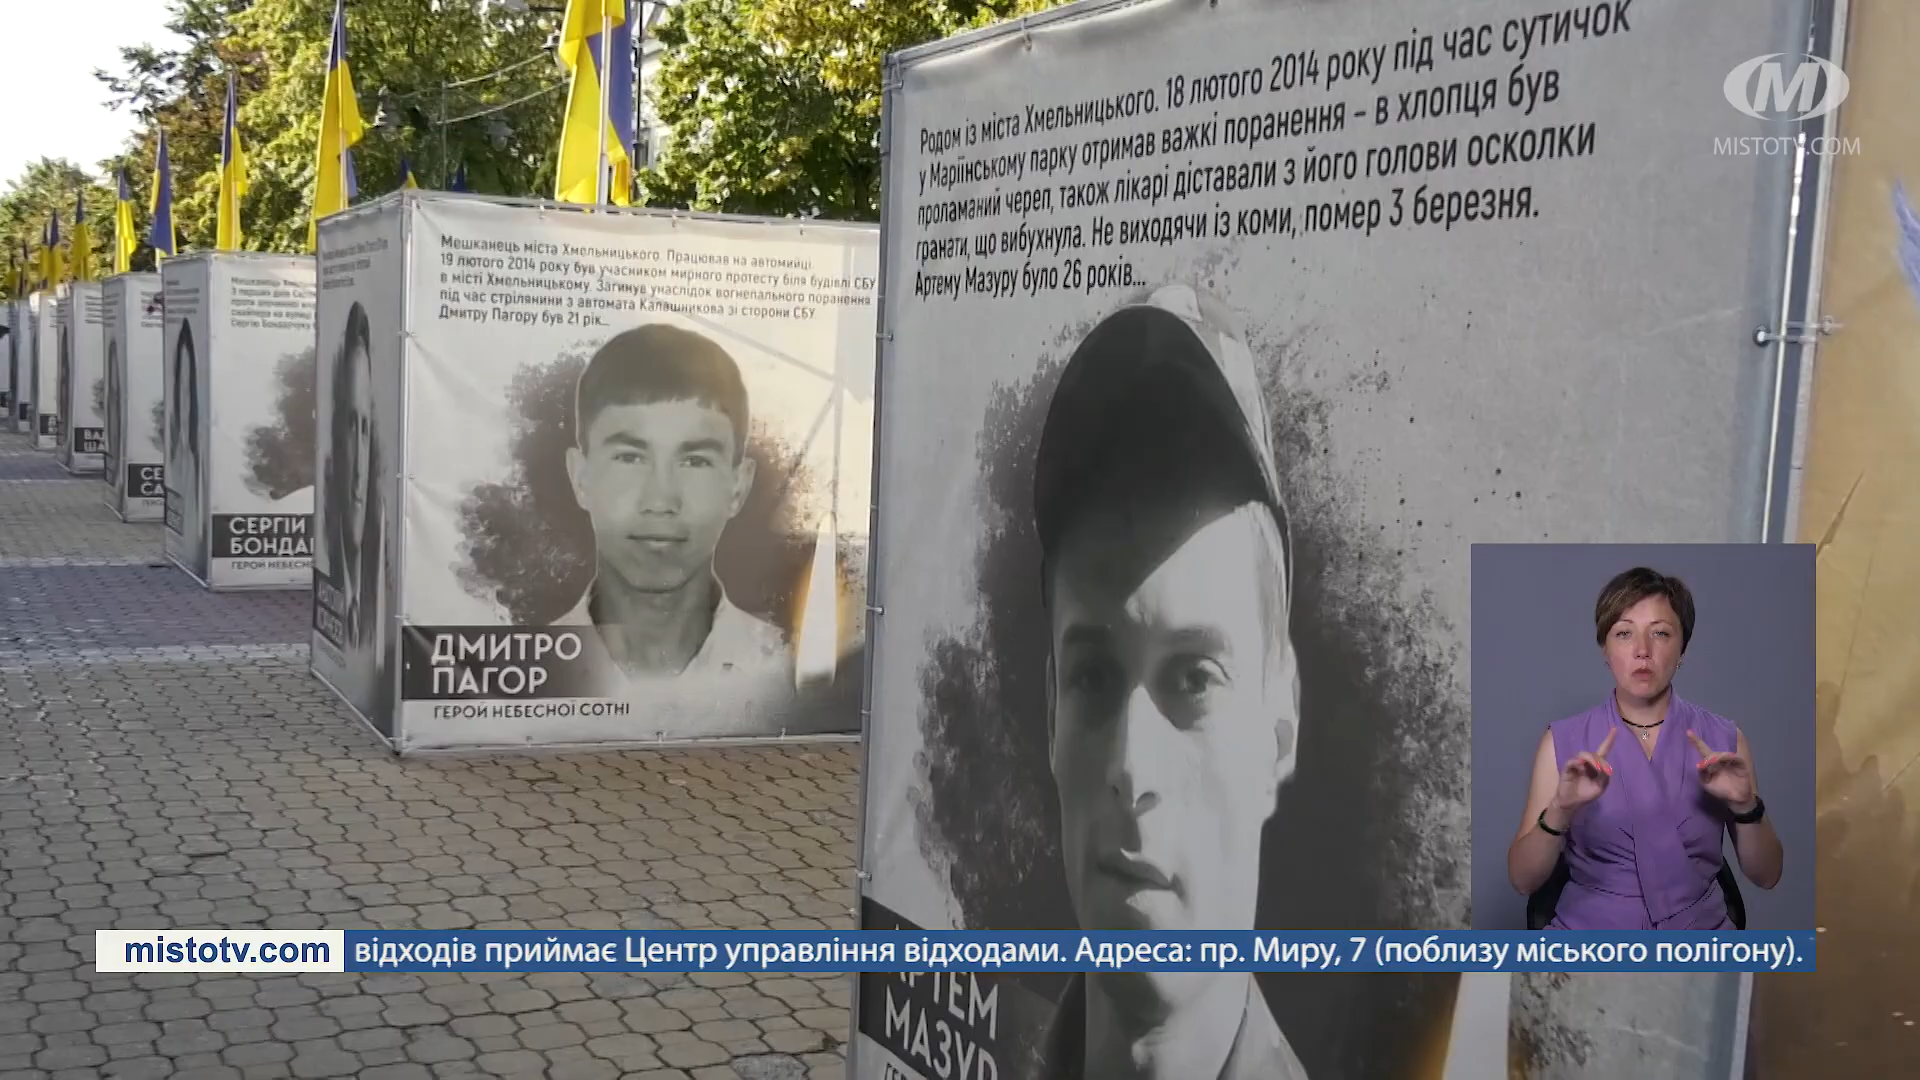 Родом із міста Хмельницького. 18 лютого 2014 року під час сутичок
у Маріїнському парку отримав важкі поранення – в хлопця був
проламаний череп, також лікарі діставали з його голови осколки
гранати, що вибухнула. Не виходячи із коми, помер 3 березня.
Артему Мазуру було 26 років...
MISTOTV.COM
Мешканець міста Хмельницького. Працював на автомийці.
19 лютого 2014 року був учасником мирного протесту біля будівлі СБУ
в місті Хмельницькому. Загинув унаслідок вогнепального поранення
під час стрілянини з автомата Калашникова зі сторони СБУ.
Дмитру Пагору був 21 рік...
ДМИТРО
ПАГОР
ГЕРОЙ НЕБЕСНОЇ СОТНІ
СЕРГІЙ
БОНДА
ГЕРОЙ НЕБЕСНО
СЕ
СА
ВА
АРТЕМ
МАЗУР
mistotv.com відходів приймає Центр управління відходами. Адреса: пр. Миру, 7 (поблизу міського полігону).